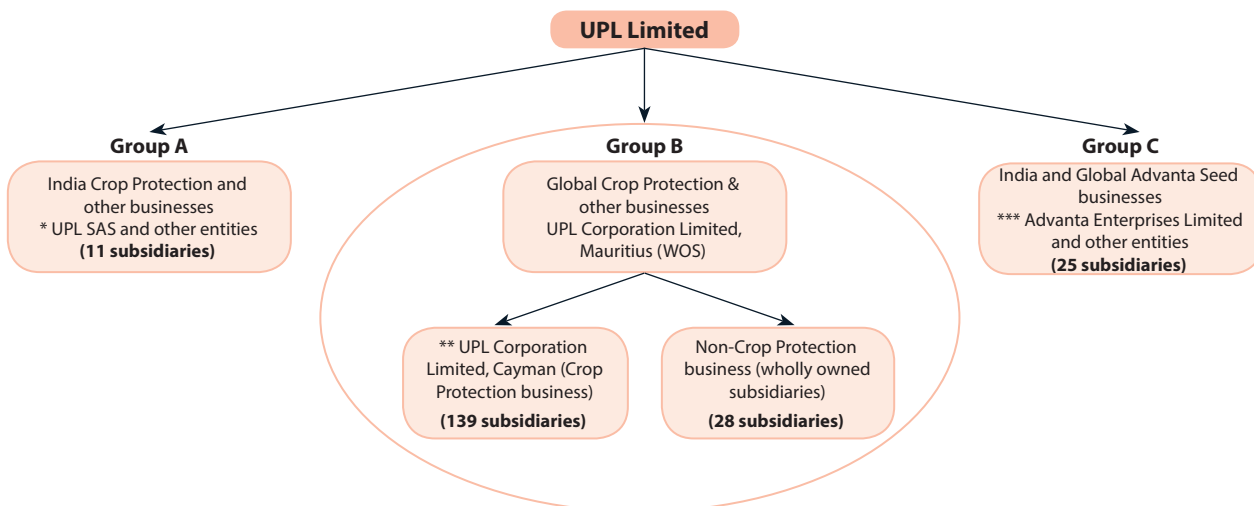 UPL Limited
Group A
India Crop Protection and
other businesses
* UPL SAS and other entities
(11 subsidiaries)
Group B
Global Crop Protection &
other businesses
UPL Corporation Limited,
Mauritius (WOS)
Group C
India and Global Advanta Seed
businesses
*** Advanta Enterprises Limited
and other entities
(25 subsidiaries)
** UPL Corporation
Limited, Cayman (Crop
Protection business)
(139 subsidiaries)
Non-Crop Protection
business (wholly owned
subsidiaries)
(28 subsidiaries)